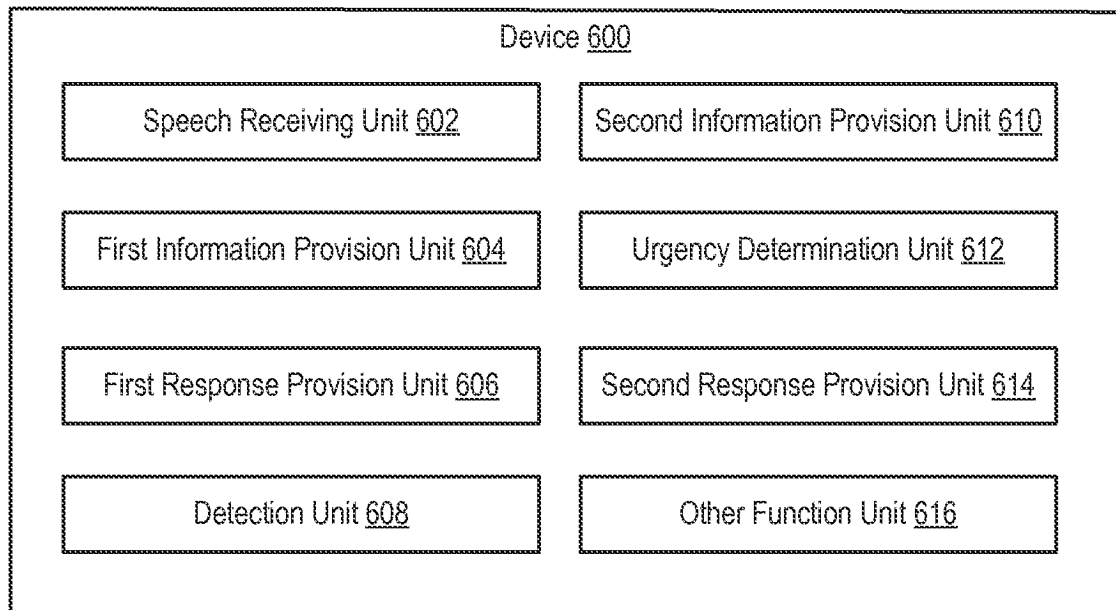 Device 600
Speech Receiving Unit 602
Second Information Provision Unit 610
First Information Provision Unit 604
Urgency Determination Unit 612
First Response Provision Unit 606
Second Response Provision Unit 614
Detection Unit 608
Other Function Unit 616